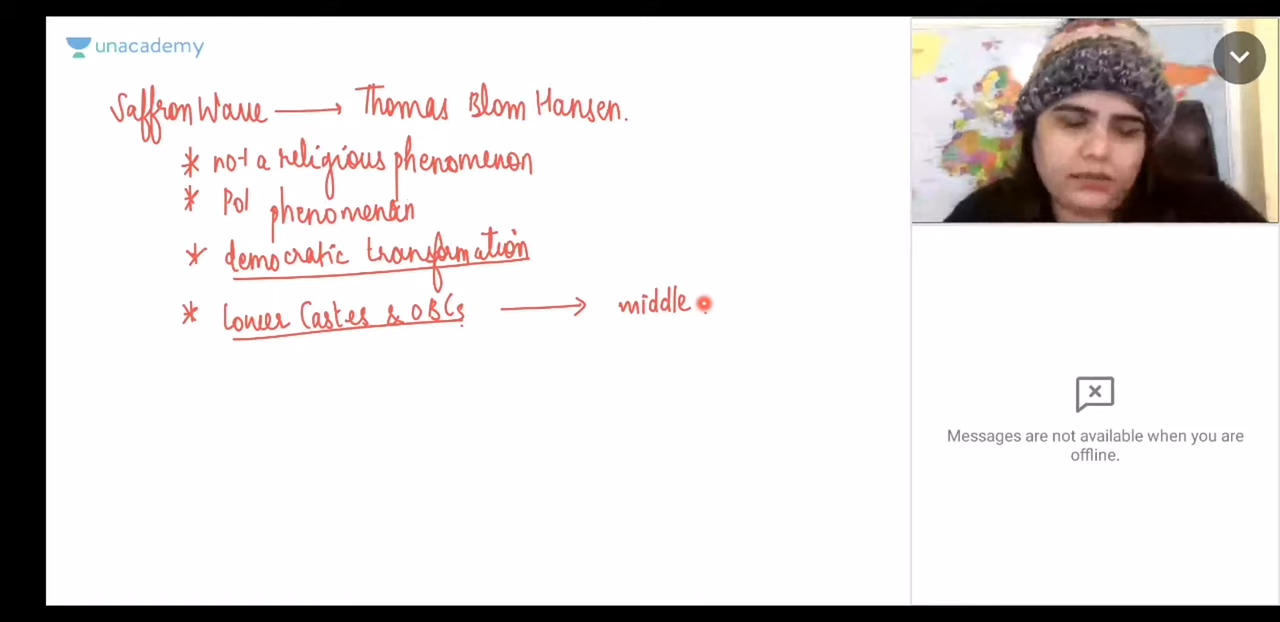 unacademy
Saffron Wave → Thomas Blom Hansen.
* not a religious phenomenon
* Pol phenomenan
* democratic transformation
* Lower Castes & OBCs → middle
Messages are not available when you are
offline.